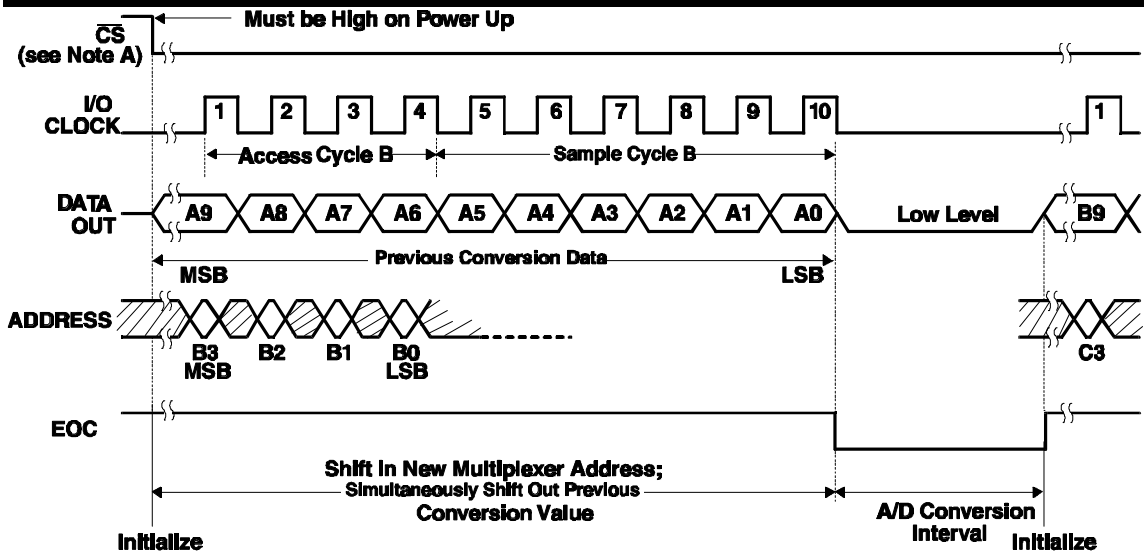 Must be High on Power Up
CS
(see Note A)
I/O
CLOCK
1 2 3 4 5 6 7 8 9 10 1
Access Cycle B
Sample Cycle B
DATA
OUT
A9 A8 A7 A6 A5 A4 A3 A2 A1 A0 Low Level B9
Previous Conversion Data
MSB LSB
ADDRESS
B3 B2 B1 B0 C3
MSB LSB
EOC
Shift in New Multiplexer Address;
Simultaneously Shift Out Previous
Conversion Value
A/D Conversion
Interval
Initialize Initialize